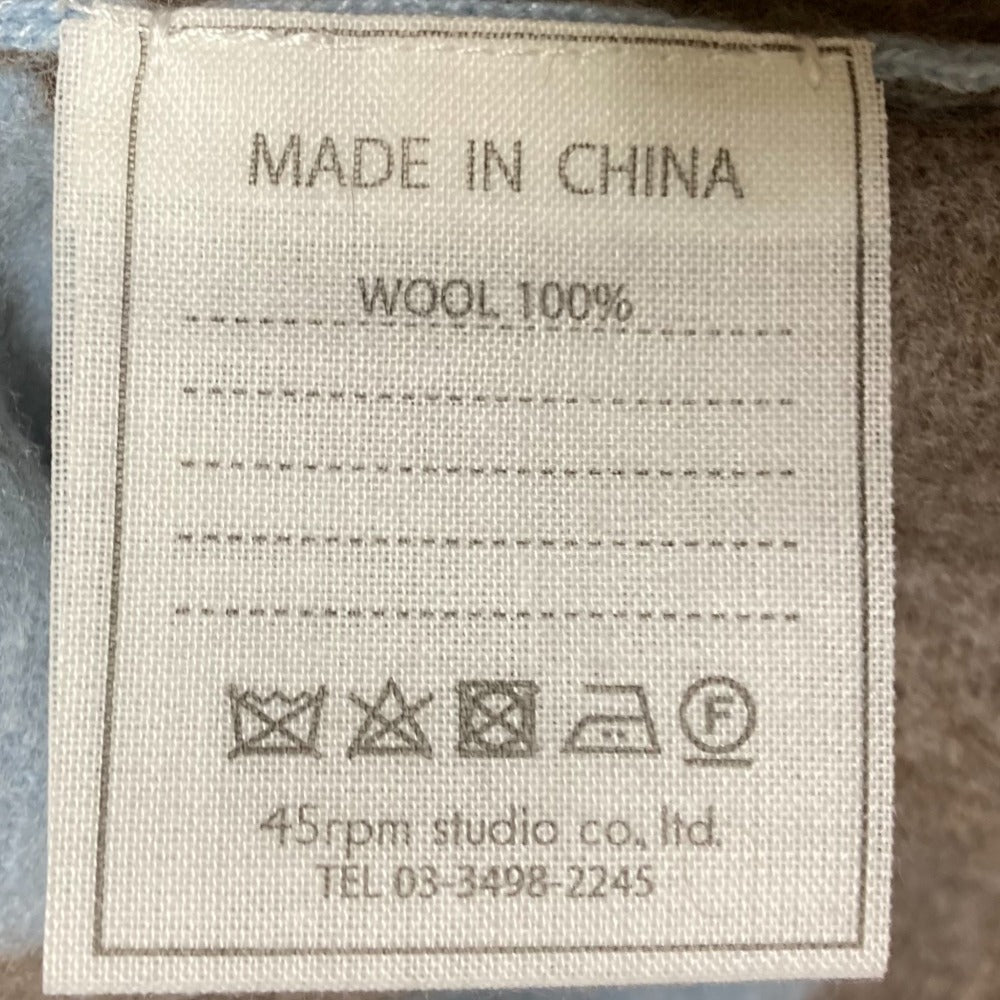 MADE IN CHINA
WOOL 100%
F
45rpm studio co., ltd.
TEL 03-3498-2245